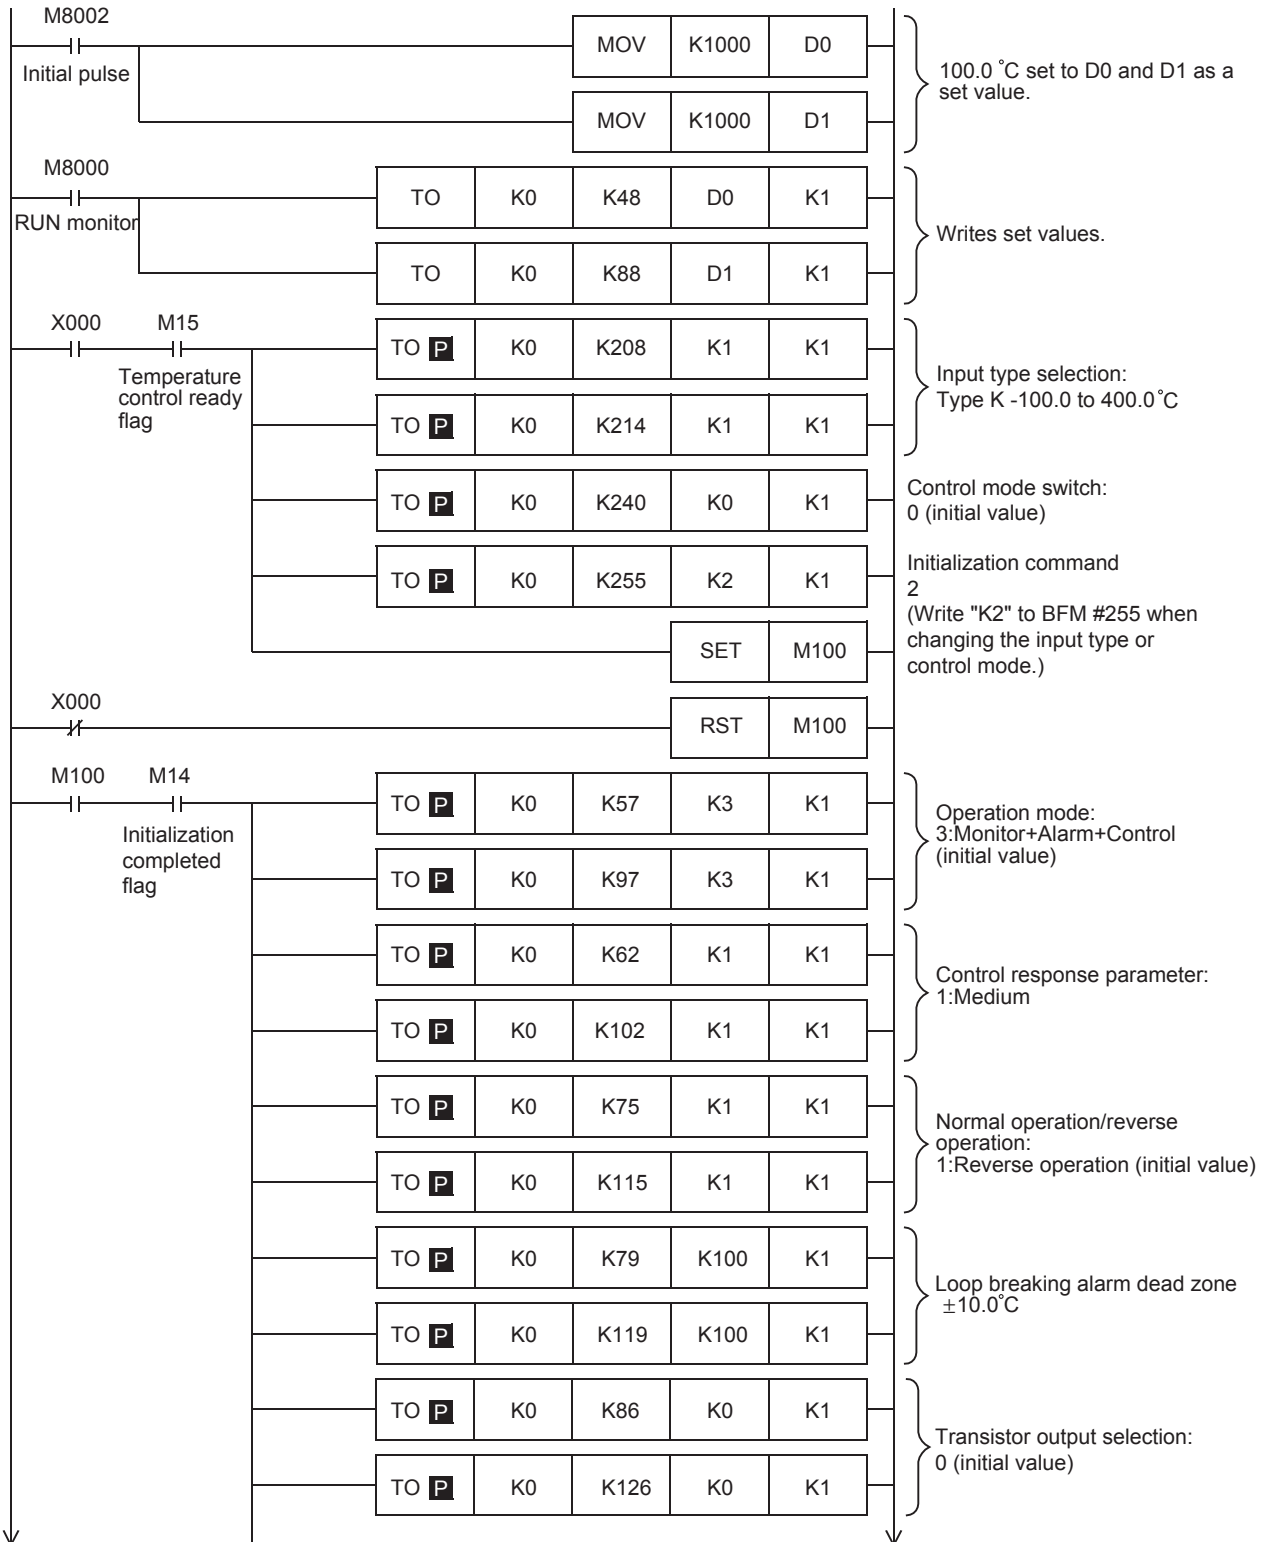 M8002
MOV K1000 D0
Initial pulse
100.0 °C set to D0 and D1 as a
set value.
MOV K1000 D1
M8000
TO K0 K48 D0 K1
RUN monitor
Writes set values.
TO K0 K88 D1 K1
X000 M15
TO P K0 K208 K1 K1
Temperature
control ready
flag
Input type selection:
Type K -100.0 to 400.0°C
TO P K0 K214 K1 K1
TO P K0 K240 K0 K1
Control mode switch:
0 (initial value)
TO P K0 K255 K2 K1
Initialization command
2
(Write "K2" to BFM #255 when
changing the input type or
control mode.)
SET M100
X000
RST M100
M100 M14
TO P K0 K57 K3 K1
Initialization
completed
flag
Operation mode:
3:Monitor+Alarm+Control
(initial value)
TO P K0 K97 K3 K1
TO P K0 K62 K1 K1
Control response parameter:
1:Medium
TO P K0 K102 K1 K1
TO P K0 K75 K1 K1
Normal operation/reverse
operation:
1:Reverse operation (initial value)
TO P K0 K115 K1 K1
TO P K0 K79 K100 K1
Loop breaking alarm dead zone
±10.0°C
TO P K0 K119 K100 K1
TO P K0 K86 K0 K1
Transistor output selection:
0 (initial value)
TO P K0 K126 K0 K1